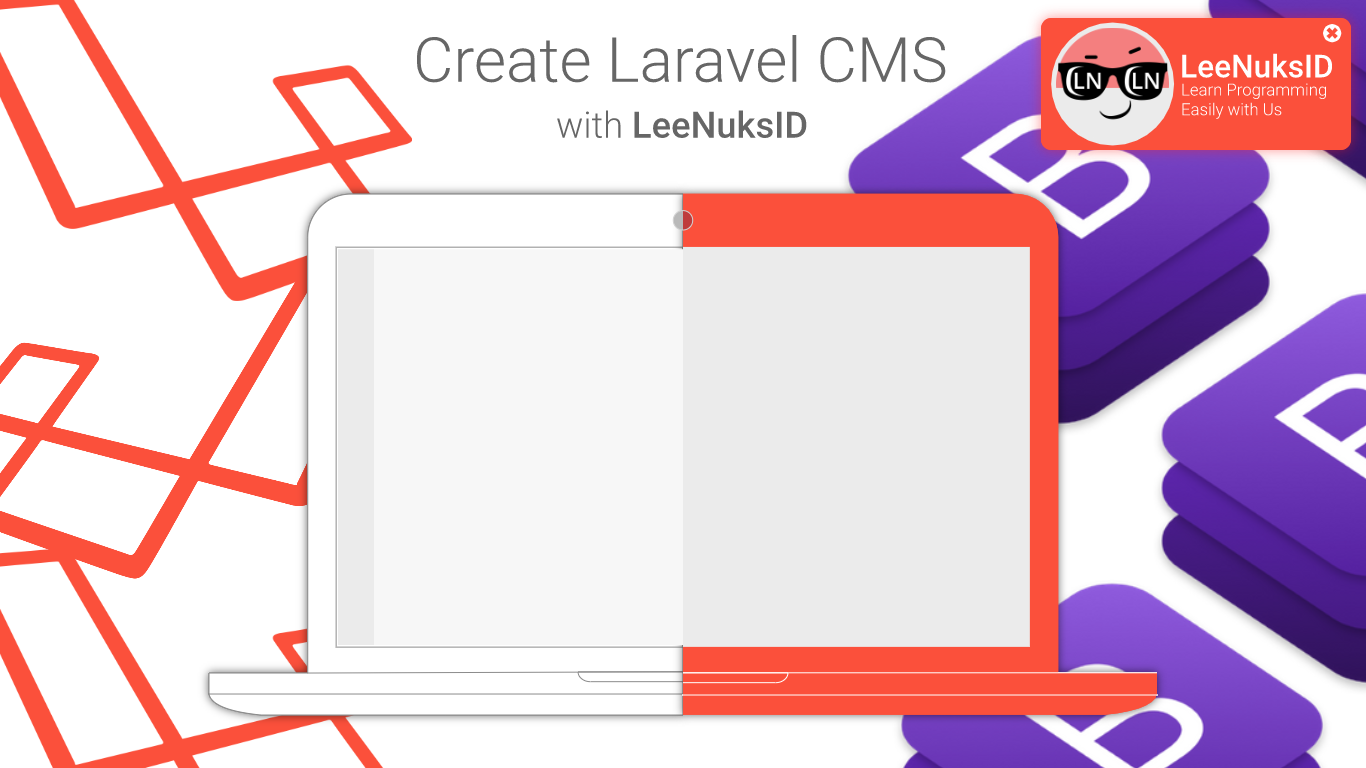 Create Laravel CMS
with LeeNuksID
LN LN
LeeNuksID
Learn Programming
Easily with Us
B
B
B